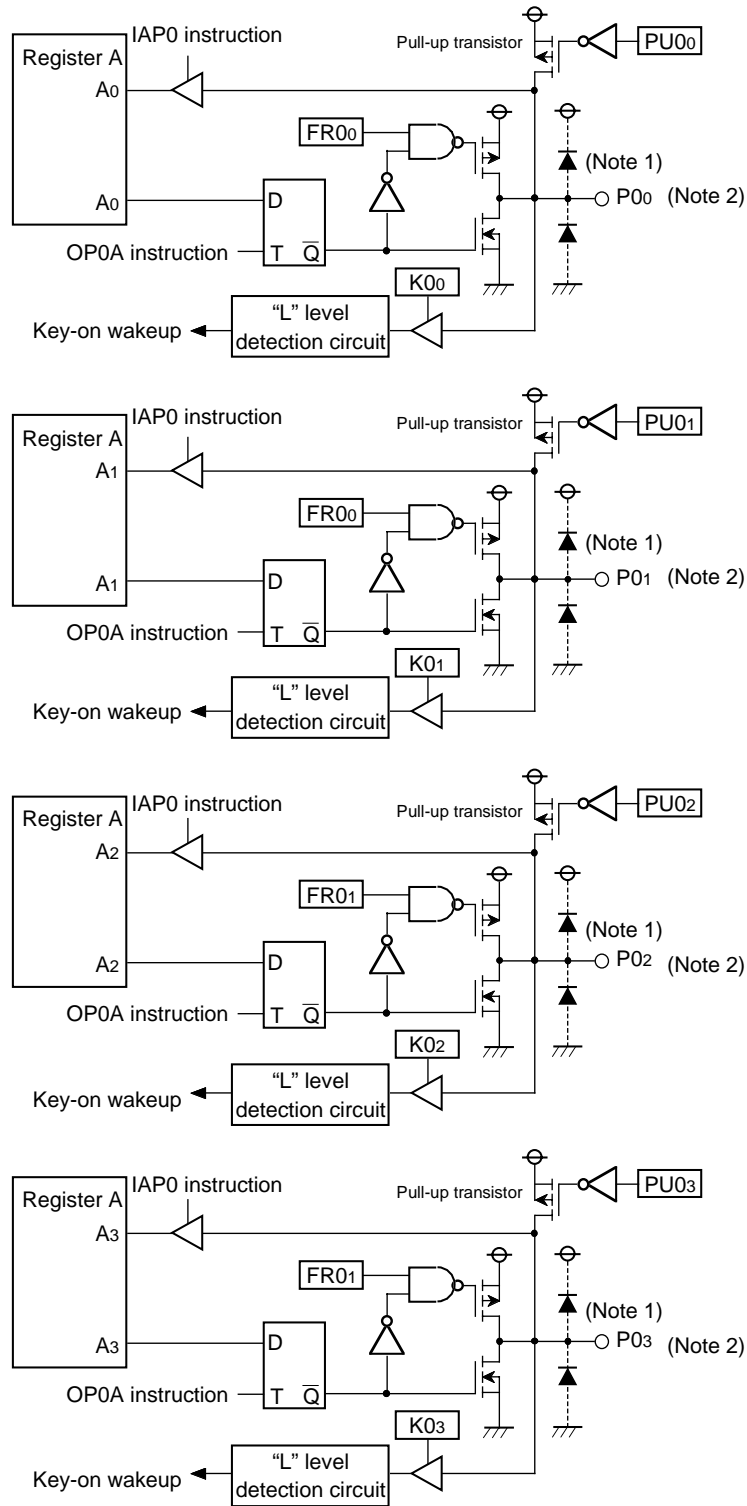 IAP0 instruction
Register A
Pull-up transistor
PU00
A0
FR00
(Note 1)
A0
D
P00 (Note 2)
OP0A instruction
T Q̅
K00
Key-on wakeup
“L” level
detection circuit
IAP0 instruction
Register A
Pull-up transistor
PU01
A1
FR00
(Note 1)
A1
D
P01 (Note 2)
OP0A instruction
T Q̅
K01
Key-on wakeup
“L” level
detection circuit
IAP0 instruction
Register A
Pull-up transistor
PU02
A2
FR01
(Note 1)
A2
D
P02 (Note 2)
OP0A instruction
T Q̅
K02
Key-on wakeup
“L” level
detection circuit
IAP0 instruction
Register A
Pull-up transistor
PU03
A3
FR01
(Note 1)
A3
D
P03 (Note 2)
OP0A instruction
T Q̅
K03
Key-on wakeup
“L” level
detection circuit